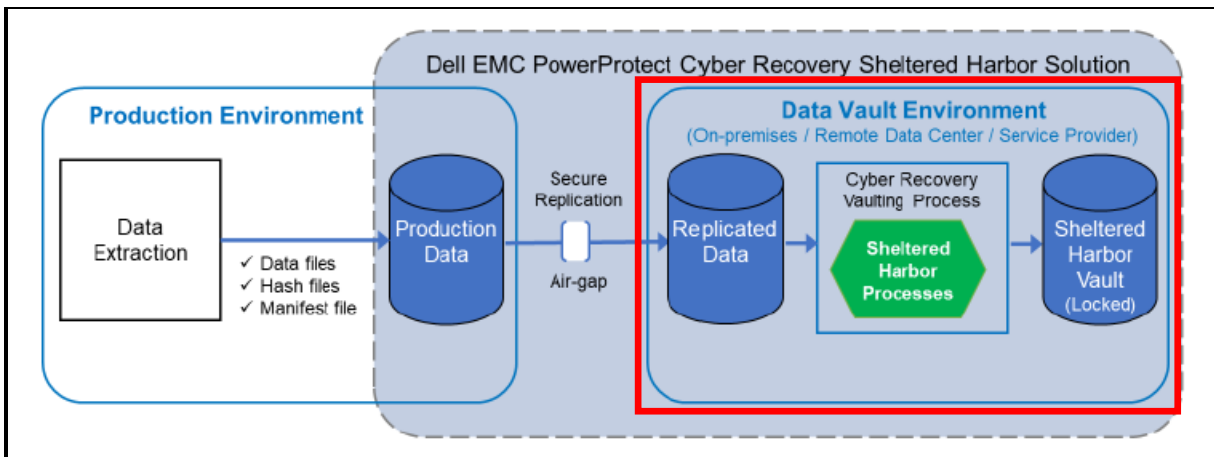 Dell EMC PowerProtect Cyber Recovery Sheltered Harbor Solution
Production Environment
Data
Extraction
✓ Data files
✓ Hash files
✓ Manifest file
Production
Data
Secure
Replication
Air-gap
Data Vault Environment
(On-premises / Remote Data Center / Service Provider)
Replicated
Data
Cyber Recovery
Vaulting Process
Sheltered
Harbor
Processes
Sheltered
Harbor
Vault
(Locked)